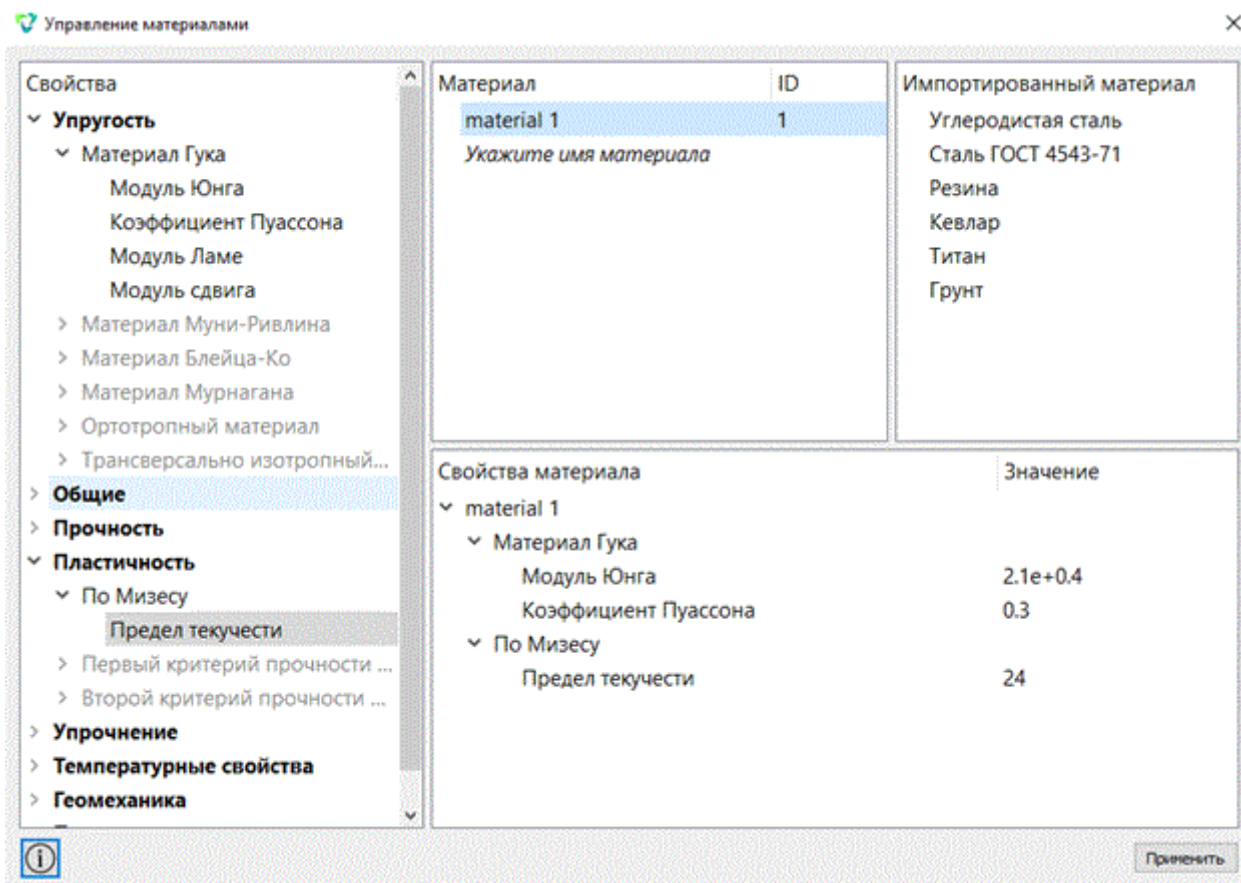 Управление материалами
Свойства
Упругость
Материал Гука
Модуль Юнга
Коэффициент Пуассона
Модуль Ламе
Модуль сдвига
Материал Муни-Ривлина
Материал Блейца-Ко
Материал Мурнагана
Ортотропный материал
Трансверсально изотропный...
Общие
Прочность
Пластичность
По Мизесу
Предел текучести
Первый критерий прочности ...
Второй критерий прочности ...
Упрочнение
Температурные свойства
Геомеханика
Материал ID
material 1 1
Укажите имя материала
Импортированный материал
Углеродистая сталь
Сталь ГОСТ 4543-71
Резина
Кевлар
Титан
Грунт
Свойства материала Значение
material 1
Материал Гука
Модуль Юнга 2.1e+0.4
Коэффициент Пуассона 0.3
По Мизесу
Предел текучести 24
Применить